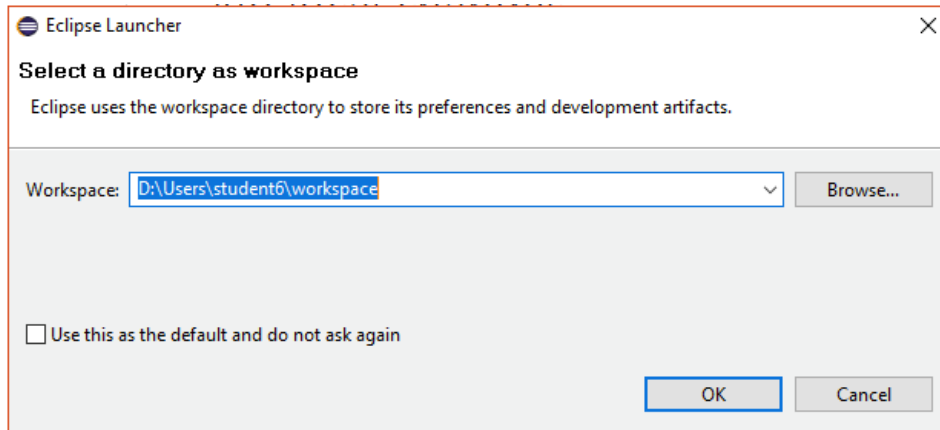 Eclipse Launcher
Select a directory as workspace
Eclipse uses the workspace directory to store its preferences and development artifacts.
Workspace: D:\Users\student6\workspace Browse...
Use this as the default and do not ask again
OK Cancel